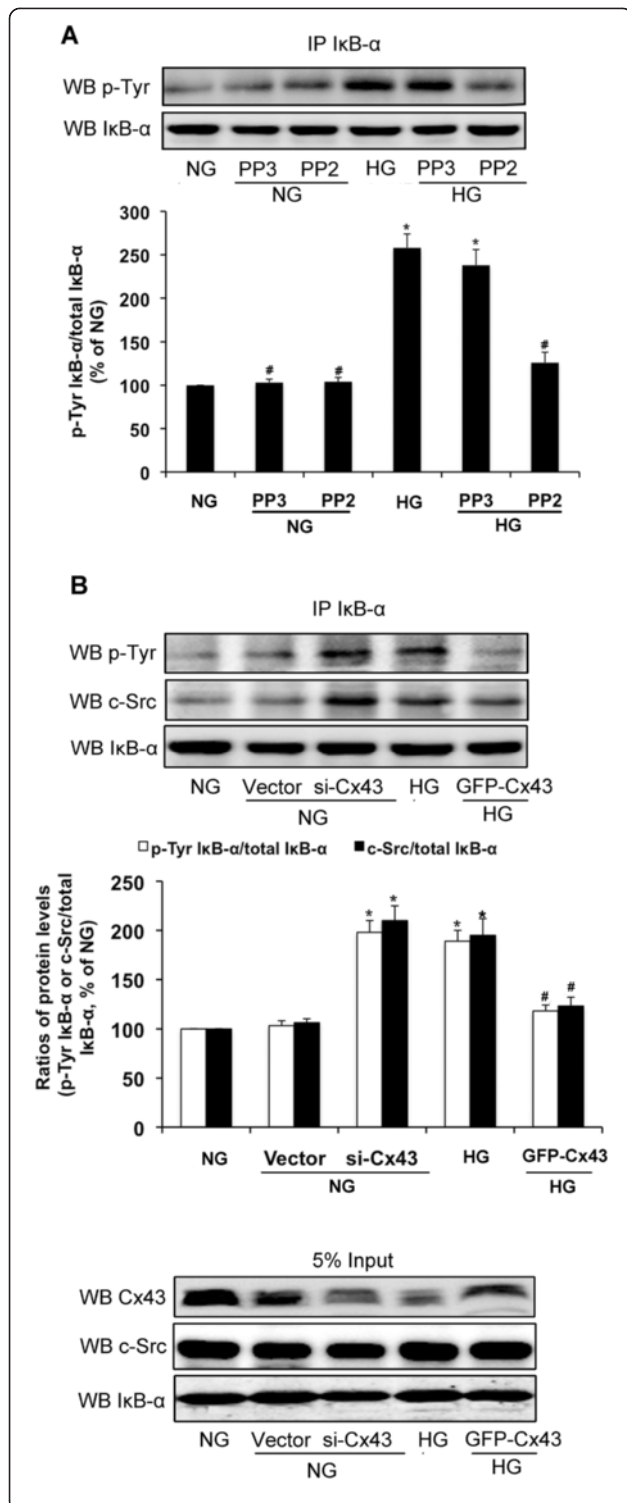 A
IP IκB-α
WB p-Tyr
WB IκB-α
NG PP3 PP2 HG PP3 PP2
NG HG
p-Tyr IκB-α/total IκB-α
(% of NG)
300
250
200
150
100
50
0
* * # # #
NG PP3 PP2 HG PP3 PP2
NG HG
B
IP IκB-α
WB p-Tyr
WB c-Src
WB IκB-α
NG Vector si-Cx43 HG GFP-Cx43
NG HG
p-Tyr IκB-α/total IκB-α c-Src/total IκB-α
Ratios of protein levels
(p-Tyr IκB-α or c-Src/total
IκB-α, % of NG)
250
200
150
100
50
0
* * * * # #
NG Vector si-Cx43 HG GFP-Cx43
NG HG
5% Input
WB Cx43
WB c-Src
WB IκB-α
NG Vector si-Cx43 HG GFP-Cx43
NG HG